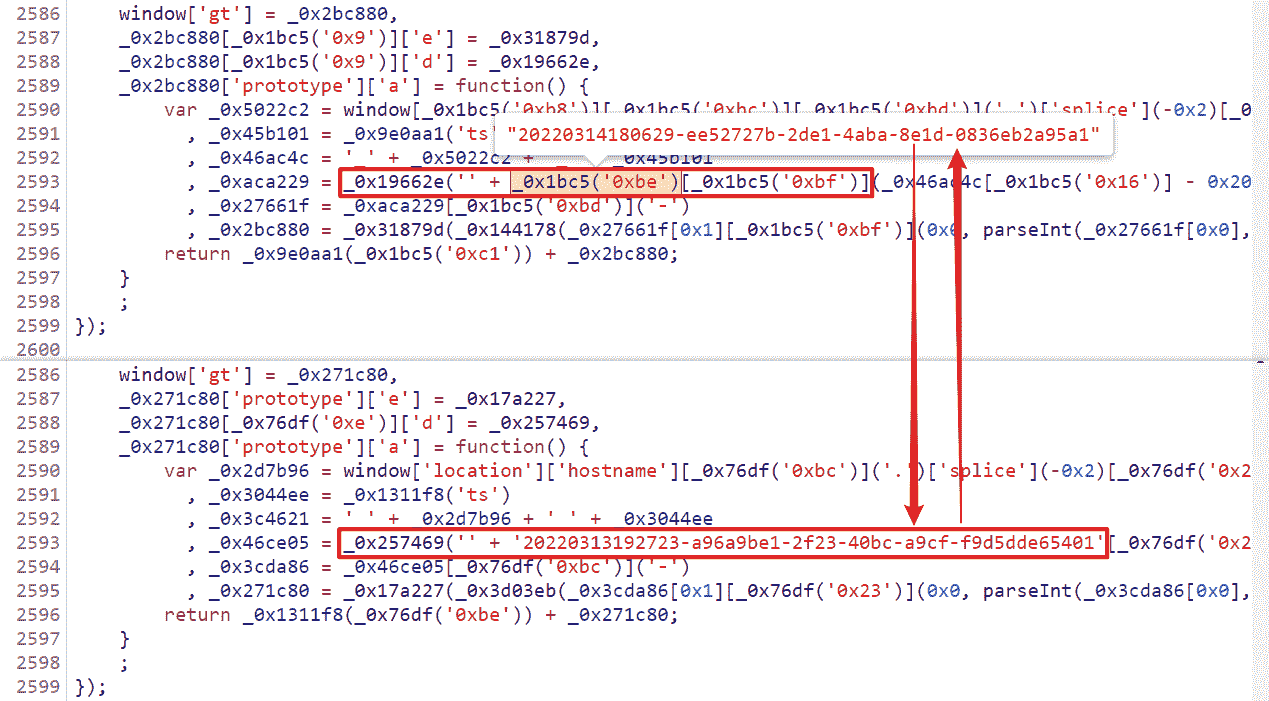 2586 window['gt'] = _0x2bc880,
2587 _0x2bc880[_0x1bc5('0x9')]['e'] = _0x31879d,
2588 _0x2bc880[_0x1bc5('0x9')]['d'] = _0x19662e,
2589 _0x2bc880['prototype']['a'] = function() {
2590 var _0x5022c2 = window[_0x1bc5('0xb8')][_0x1bc5('0xbc')][_0x1bc5('0xbd')]('.')['splice'](-0x2)[_0
2591 , _0x45b101 = _0x9e0aa1('ts'
"20220314180629-ee52727b-2de1-4aba-8e1d-0836eb2a95a1"
2592 , _0x46ac4c = '_' + _0x5022c2 + _0x45b101
2593 , _0xaca229 = _0x19662e('' + _0x1bc5('0xbe')[_0x1bc5('0xbf')](_0x46ac4c[_0x1bc5('0x16')] - 0x20
2594 , _0x27661f = _0xaca229[_0x1bc5('0xbd')]('-')
2595 , _0x2bc880 = _0x31879d(_0x144178(_0x27661f[0x1][_0x1bc5('0xbf')](0x0, parseInt(_0x27661f[0x0],
2596 return _0x9e0aa1(_0x1bc5('0xc1')) + _0x2bc880;
2597 }
2598 ;
2599 });
2600
2586 window['gt'] = _0x271c80,
2587 _0x271c80['prototype']['e'] = _0x17a227,
2588 _0x271c80[_0x76df('0xe')]['d'] = _0x257469,
2589 _0x271c80['prototype']['a'] = function() {
2590 var _0x2d7b96 = window['location']['hostname'][_0x76df('0xbc')]('.')['splice'](-0x2)[_0x76df('0x2
2591 , _0x3044ee = _0x1311f8('ts')
2592 , _0x3c4621 = '_' + _0x2d7b96 + '_' + _0x3044ee
2593 , _0x46ce05 = _0x257469('' + '20220313192723-a96a9be1-2f23-40bc-a9cf-f9d5dde65401'[_0x76df('0x2
2594 , _0x3cda86 = _0x46ce05[_0x76df('0xbc')]('-')
2595 , _0x271c80 = _0x17a227(_0x3d03eb(_0x3cda86[0x1][_0x76df('0x23')](0x0, parseInt(_0x3cda86[0x0],
2596 return _0x1311f8(_0x76df('0xbe')) + _0x271c80;
2597 }
2598 ;
2599 });